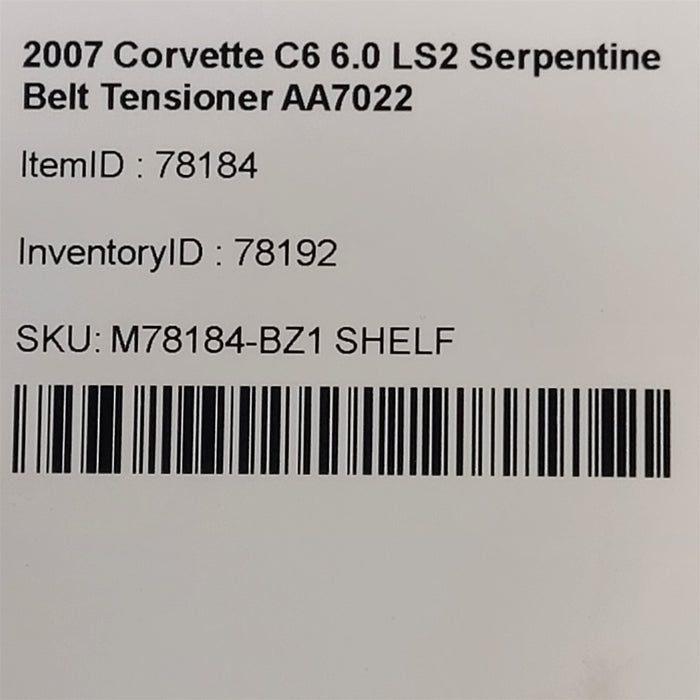 2007 Corvette C6 6.0 LS2 Serpentine
Belt Tensioner AA7022
ItemID : 78184
InventoryID : 78192
SKU: M78184-BZ1 SHELF